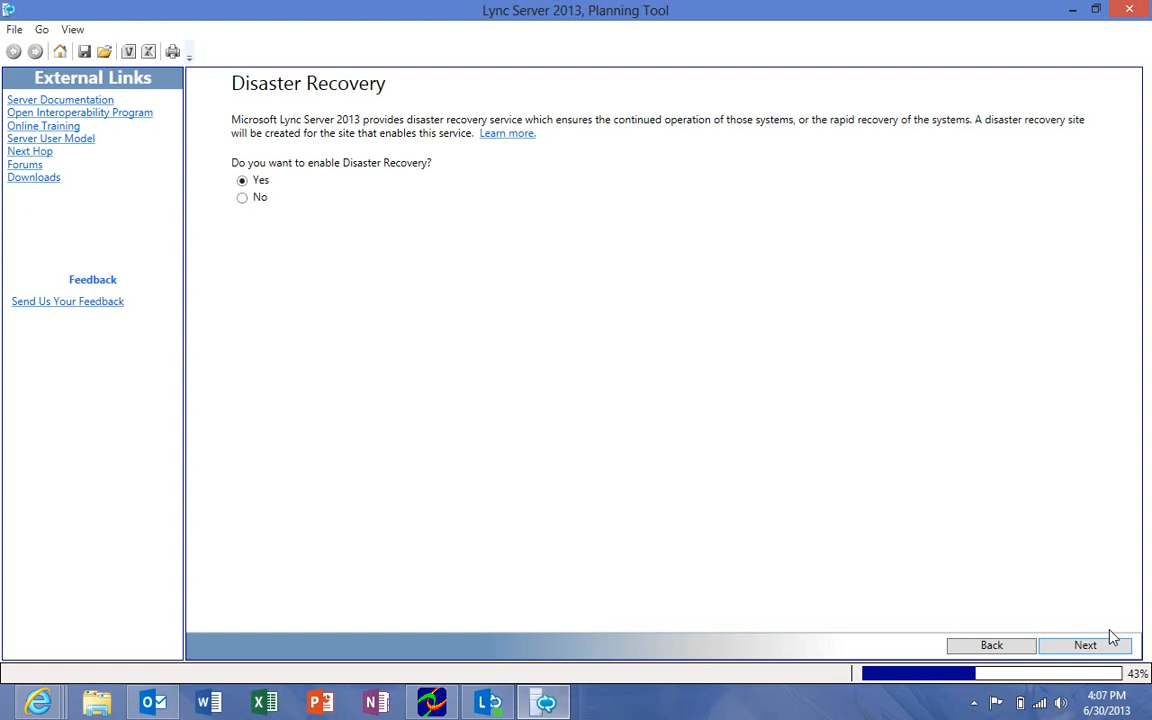 Lync Server 2013, Planning Tool
File Go View
External Links
Server Documentation
Open Interoperability Program
Online Training
Server User Model
Next Hop
Forums
Downloads
Feedback
Send Us Your Feedback
Disaster Recovery
Microsoft Lync Server 2013 provides disaster recovery service which ensures the continued operation of those systems, or the rapid recovery of the systems. A disaster recovery site
will be created for the site that enables this service. Learn more.
Do you want to enable Disaster Recovery?
Yes
No
Back Next
43%
4:07 PM
6/30/2013